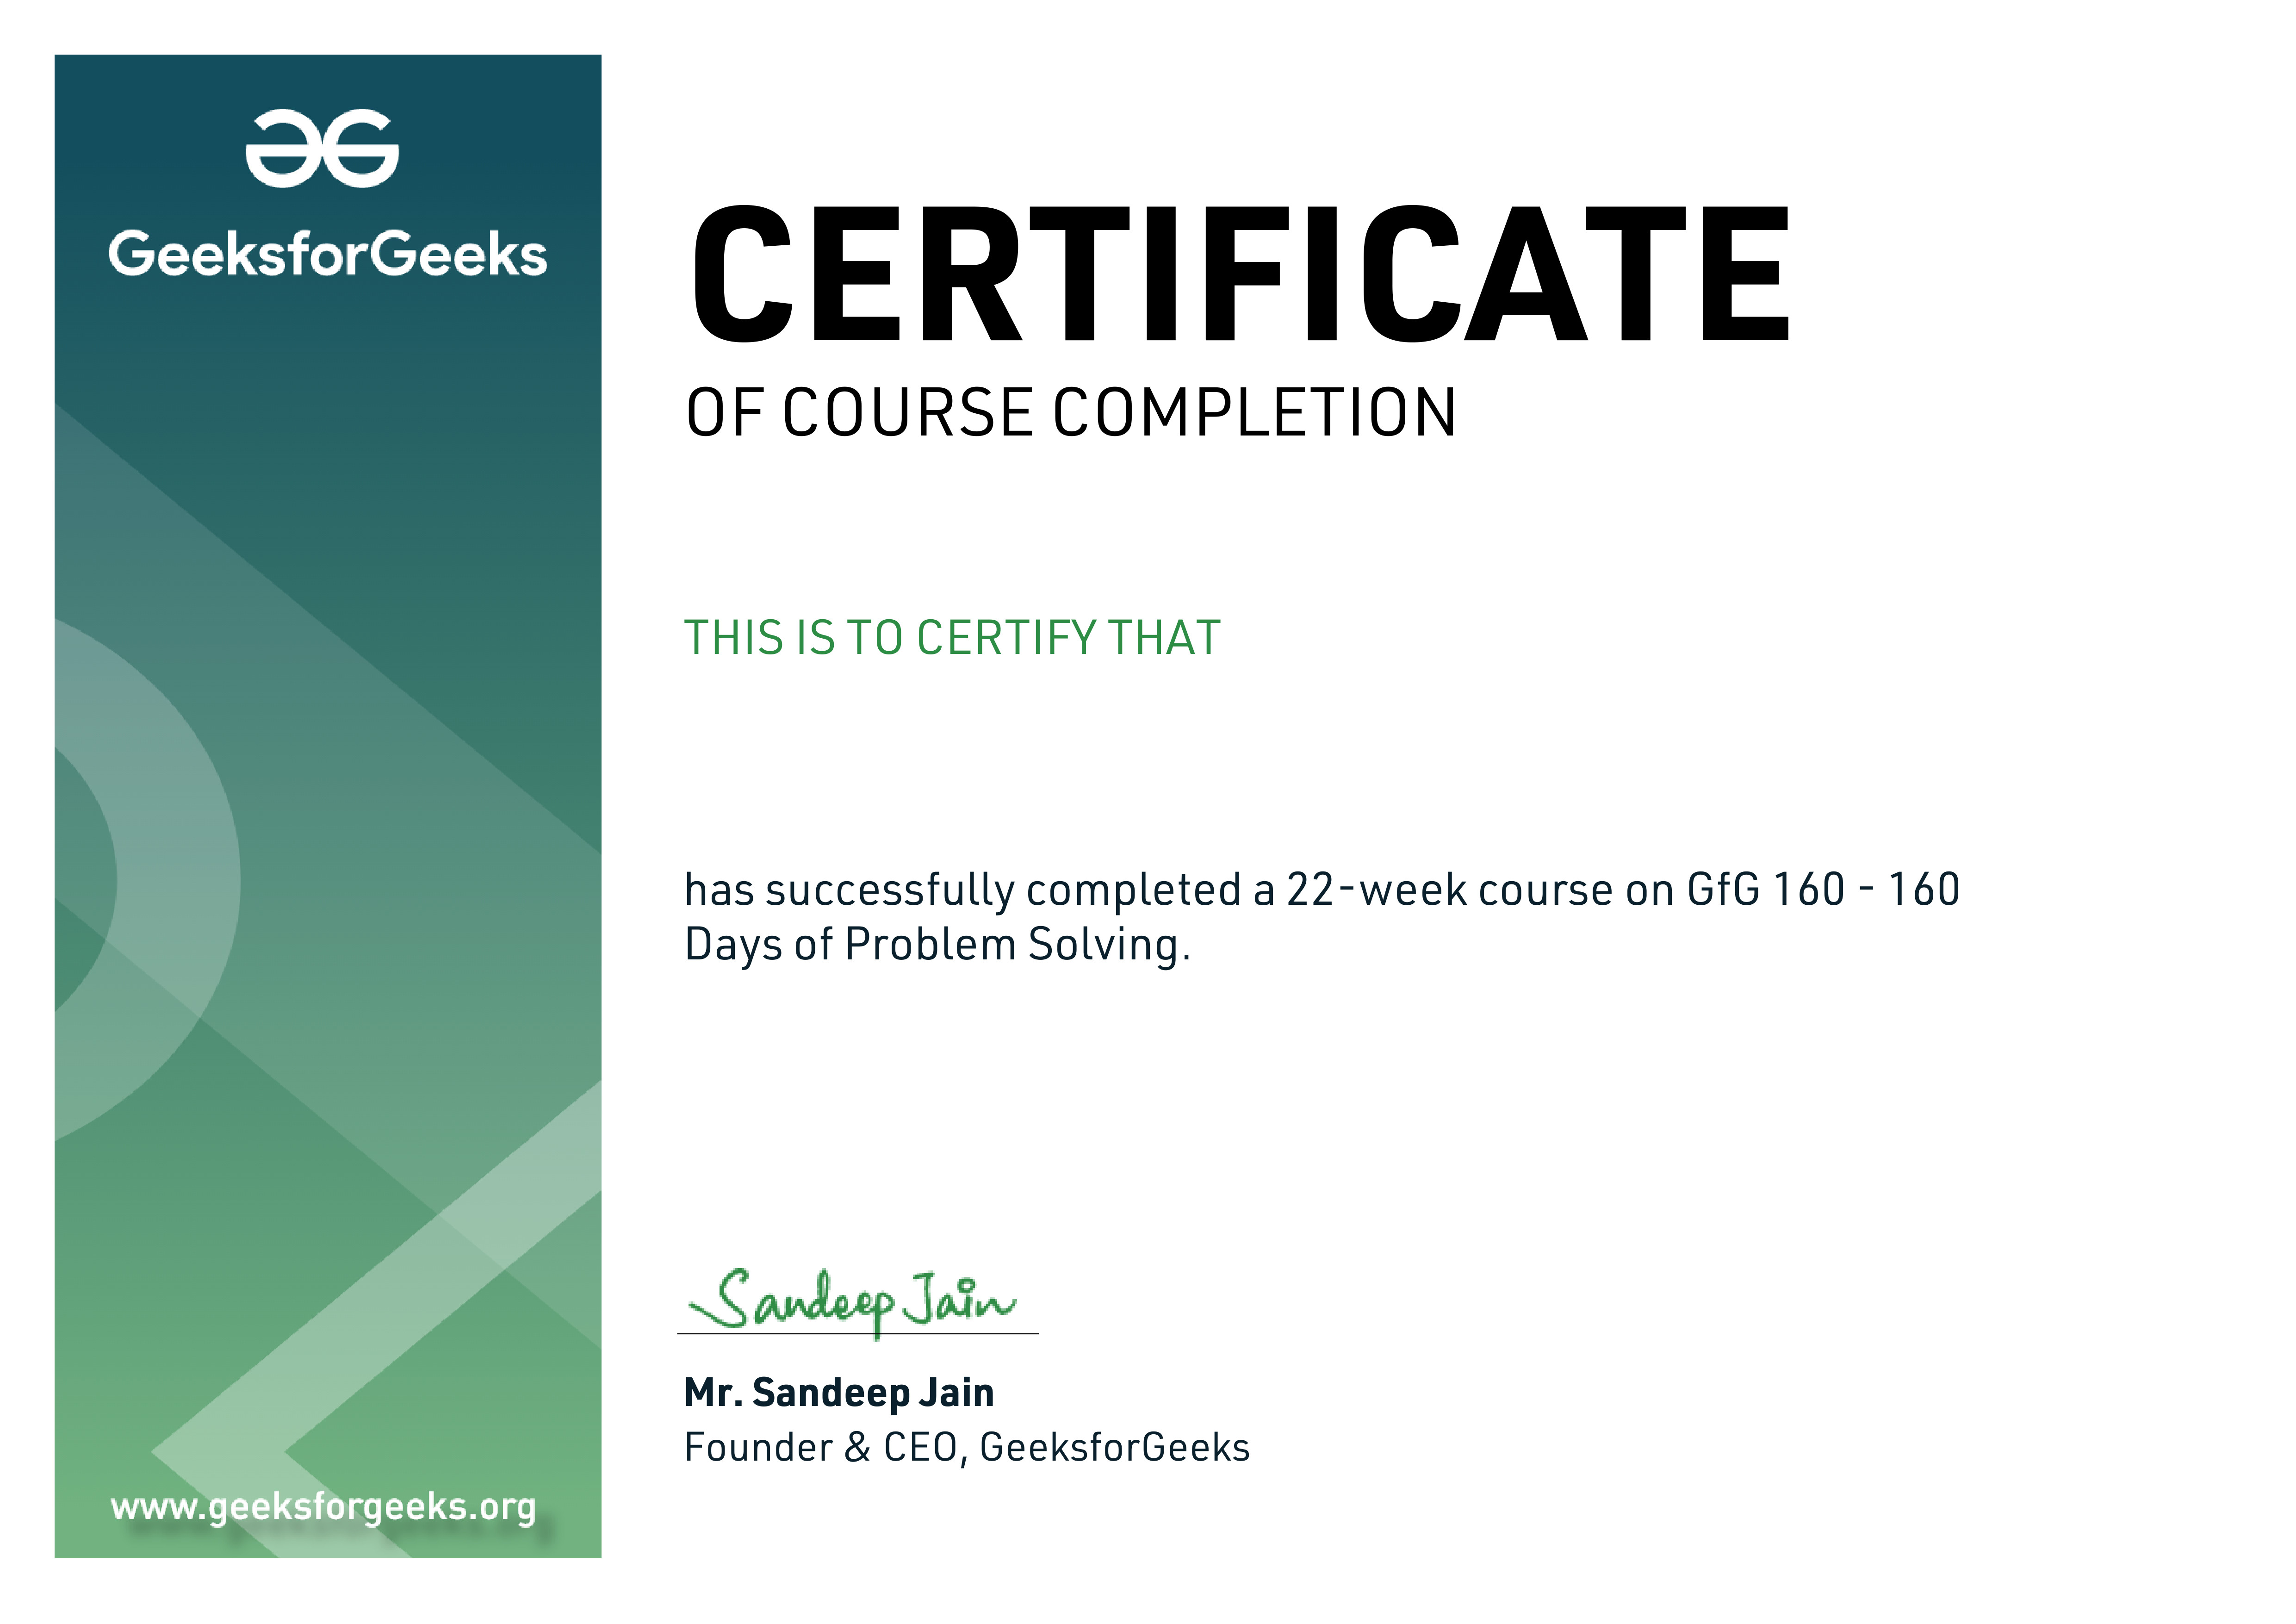 GeeksforGeeks
CERTIFICATE
OF COURSE COMPLETION
THIS IS TO CERTIFY THAT
has successfully completed a 22-week course on GfG 160 - 160
Days of Problem Solving.
Sandeep Jain
Mr. Sandeep Jain
Founder & CEO, GeeksforGeeks
www.geeksforgeeks.org